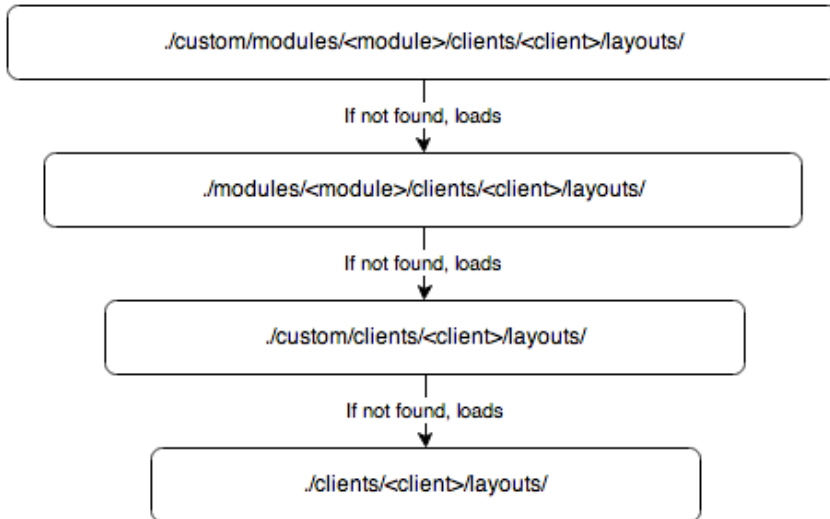 ./custom/modules/<module>/clients/<client>/layouts/
If not found, loads
./modules/<module>/clients/<client>/layouts/
If not found, loads
./custom/clients/<client>/layouts/
If not found, loads
./clients/<client>/layouts/